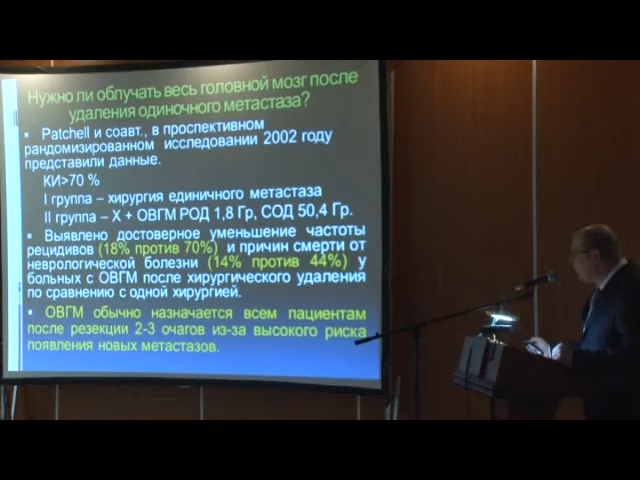 Нужно ли облучать весь головной мозг после
удаления одиночного метастаза?
• Patchell и соавт., в проспективном
рандомизированном исследовании 2002 году
представили данные.
КИ>70 %
I группа – хирургия единичного метастаза
II группа – Х + ОВГМ РОД 1,8 Гр, СОД 50,4 Гр.
• Выявлено достоверное уменьшение частоты
рецидивов (18% против 70%) и причин смерти от
неврологической болезни (14% против 44%) у
больных с ОВГМ после хирургического удаления
по сравнению с одной хирургией.
• ОВГМ обычно назначается всем пациентам
после резекции 2-3 очагов из-за высокого риска
появления новых метастазов.